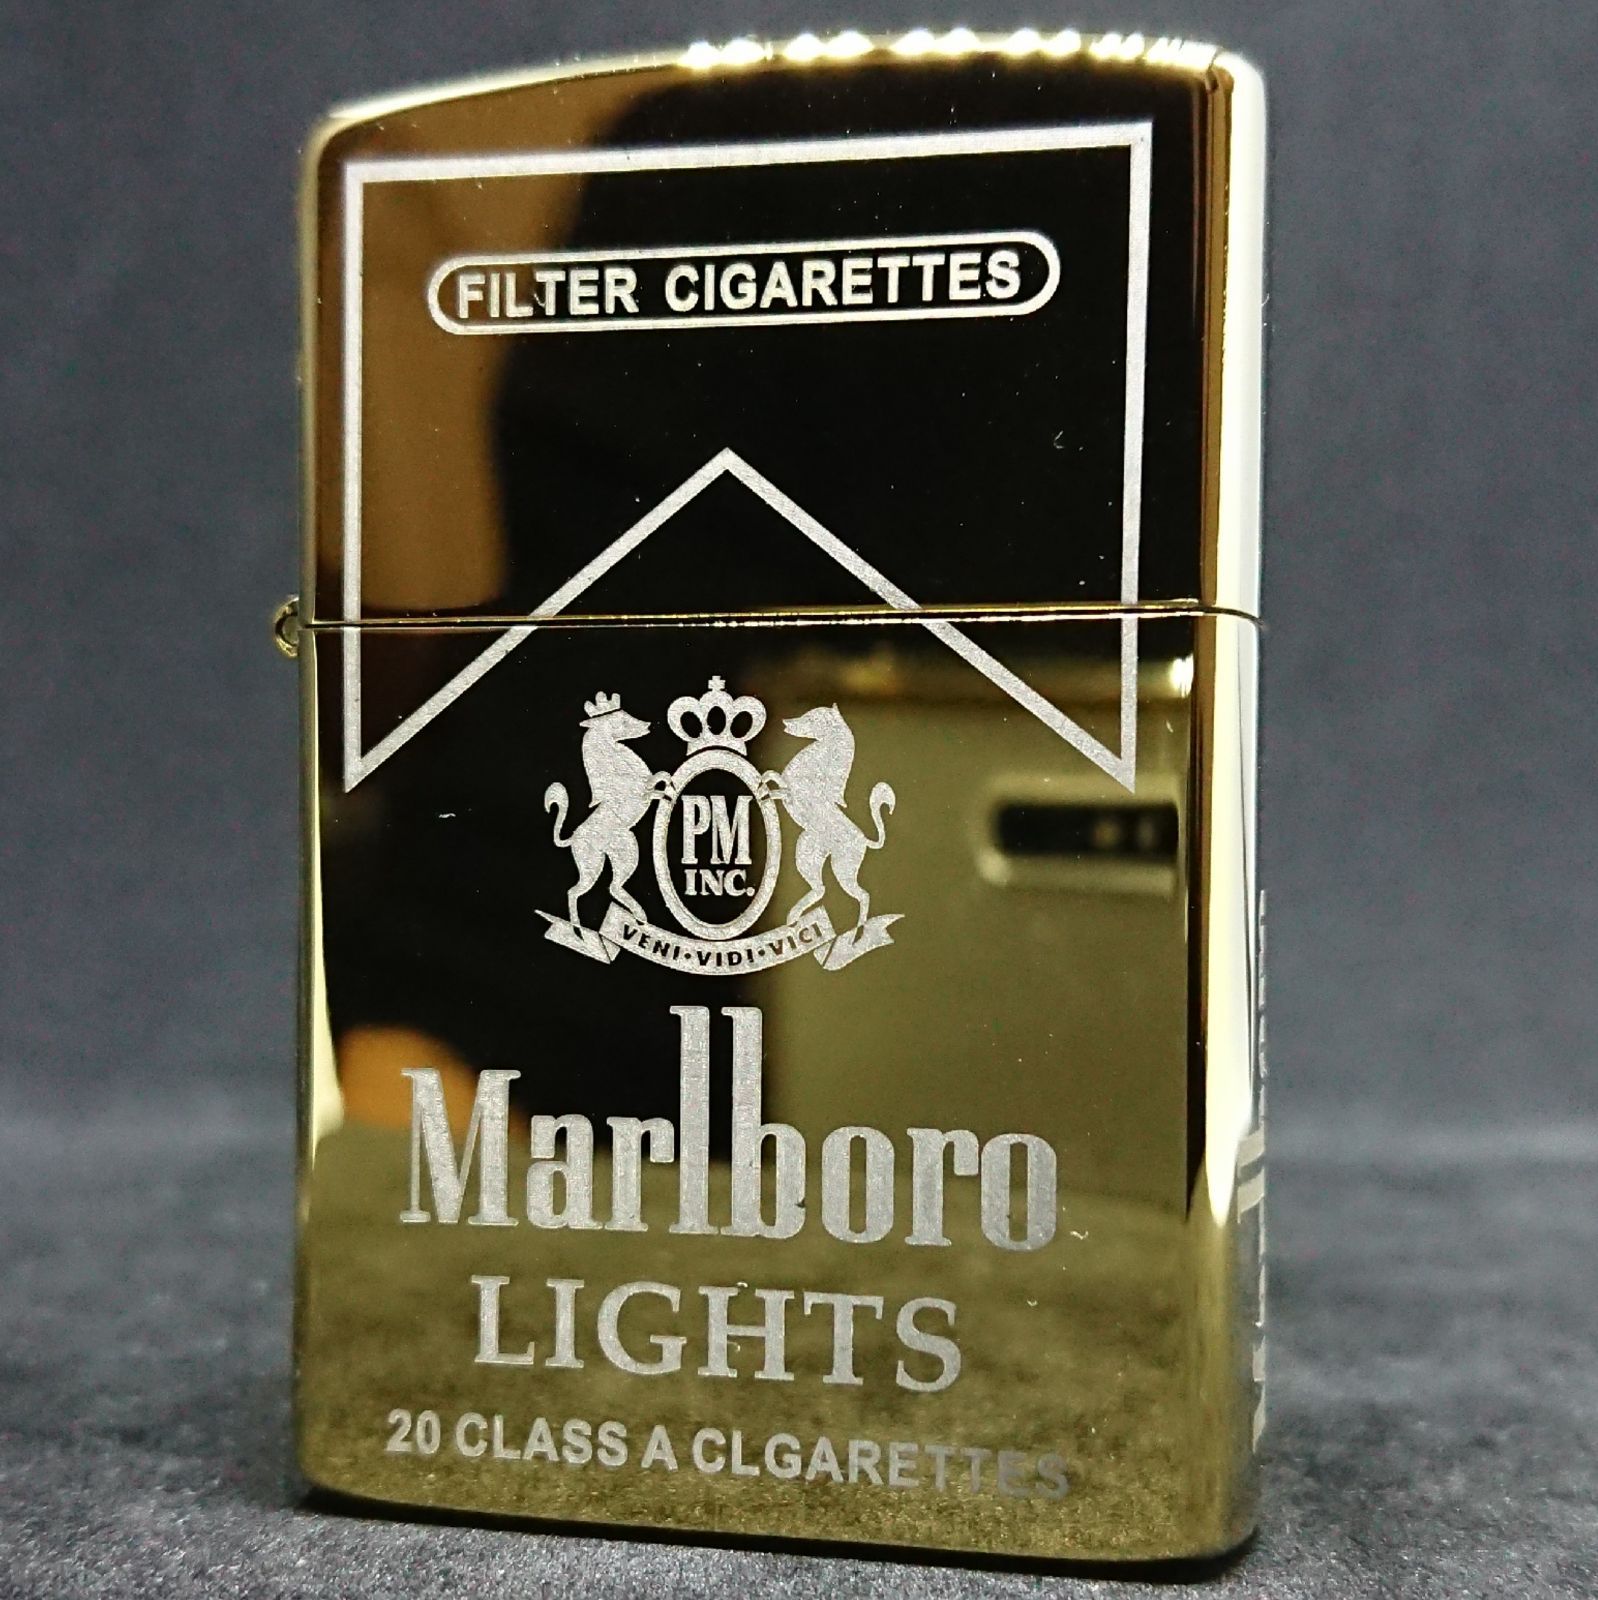 FILTER CIGARETTES
PM
INC.
VENI·VIDI·VICI
Marlboro
LIGHTS
20 CLASS A CLGARETTES